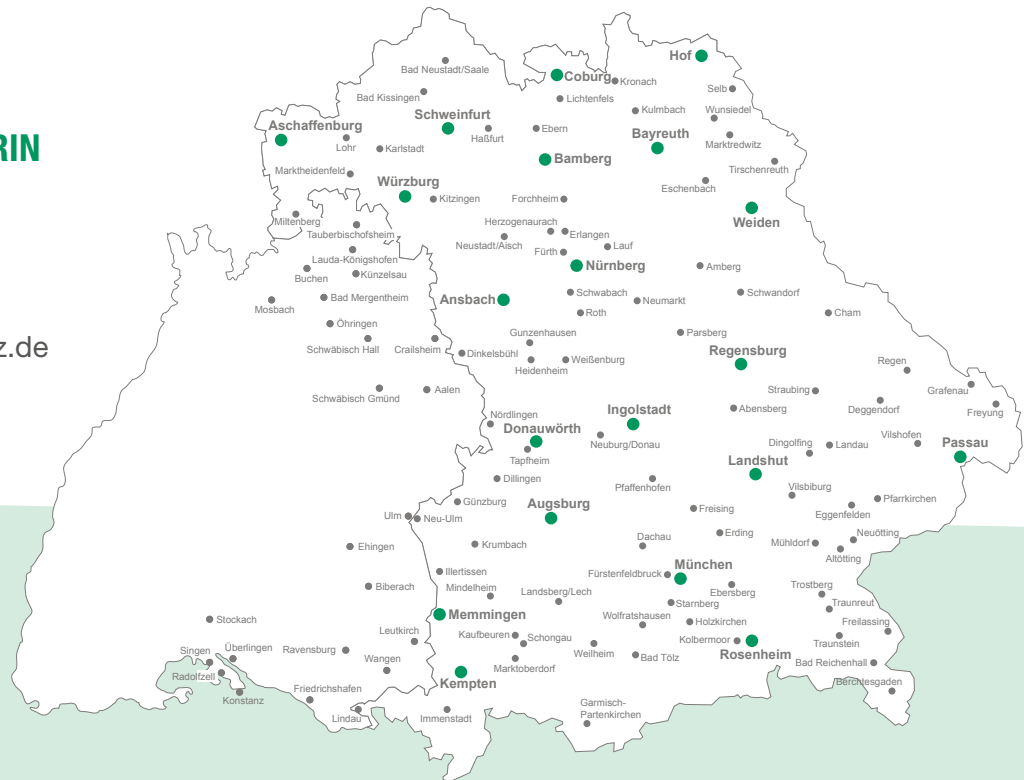 RIN
z.de
Hof
Bad Neustadt/Saale
Coburg
Kronach
Selb
Bad Kissingen
Lichtenfels
Kulmbach
Wunsiedel
Schweinfurt
Aschaffenburg
Haßfurt
Ebern
Bayreuth
Marktredwitz
Lohr
Karlstadt
Bamberg
Tirschenreuth
Marktheidenfeld
Würzburg
Eschenbach
Kitzingen
Forchheim
Weiden
Miltenberg
Tauberbischofsheim
Herzogenaurach
Erlangen
Neustadt/Aisch
Lauf
Fürth
Lauda-Königshofen
Nürnberg
Amberg
Buchen
Künzelsau
Schwabach
Schwandorf
Bad Mergentheim
Ansbach
Neumarkt
Mosbach
Roth
Cham
Öhringen
Gunzenhausen
Parsberg
Schwäbisch Hall
Crailsheim
Dinkelsbühl
Weißenburg
Regensburg
Heidenheim
Regen
Grafenau
Schwäbisch Gmünd
Aalen
Straubing
Deggendorf
Freyung
Abensberg
Ingolstadt
Nördlingen
Donauwörth
Neuburg/Donau
Dingolfing
Landau
Vilshofen
Passau
Tapfheim
Landshut
Dillingen
Pfaffenhofen
Vilsbiburg
Pfarrkirchen
Günzburg
Augsburg
Freising
Eggenfelden
Ulm
Neu-Ulm
Erding
Neuötting
Ehingen
Krumbach
Dachau
Mühldorf
Altötting
München
Illertissen
Fürstenfeldbruck
Biberach
Mindelheim
Landsberg/Lech
Ebersberg
Trostberg
Starnberg
Traunreut
Memmingen
Wolfratshausen
Holzkirchen
Stockach
Freilassing
Leutkirch
Kaufbeuren
Schongau
Kolbermoor
Traunstein
Singen
Überlingen
Ravensburg
Weilheim
Bad Tölz
Rosenheim
Wangen
Marktoberdorf
Bad Reichenhall
Radolfzell
Kempten
Berchtesgaden
Konstanz
Friedrichshafen
Lindau
Immenstadt
Garmisch-
Partenkirchen